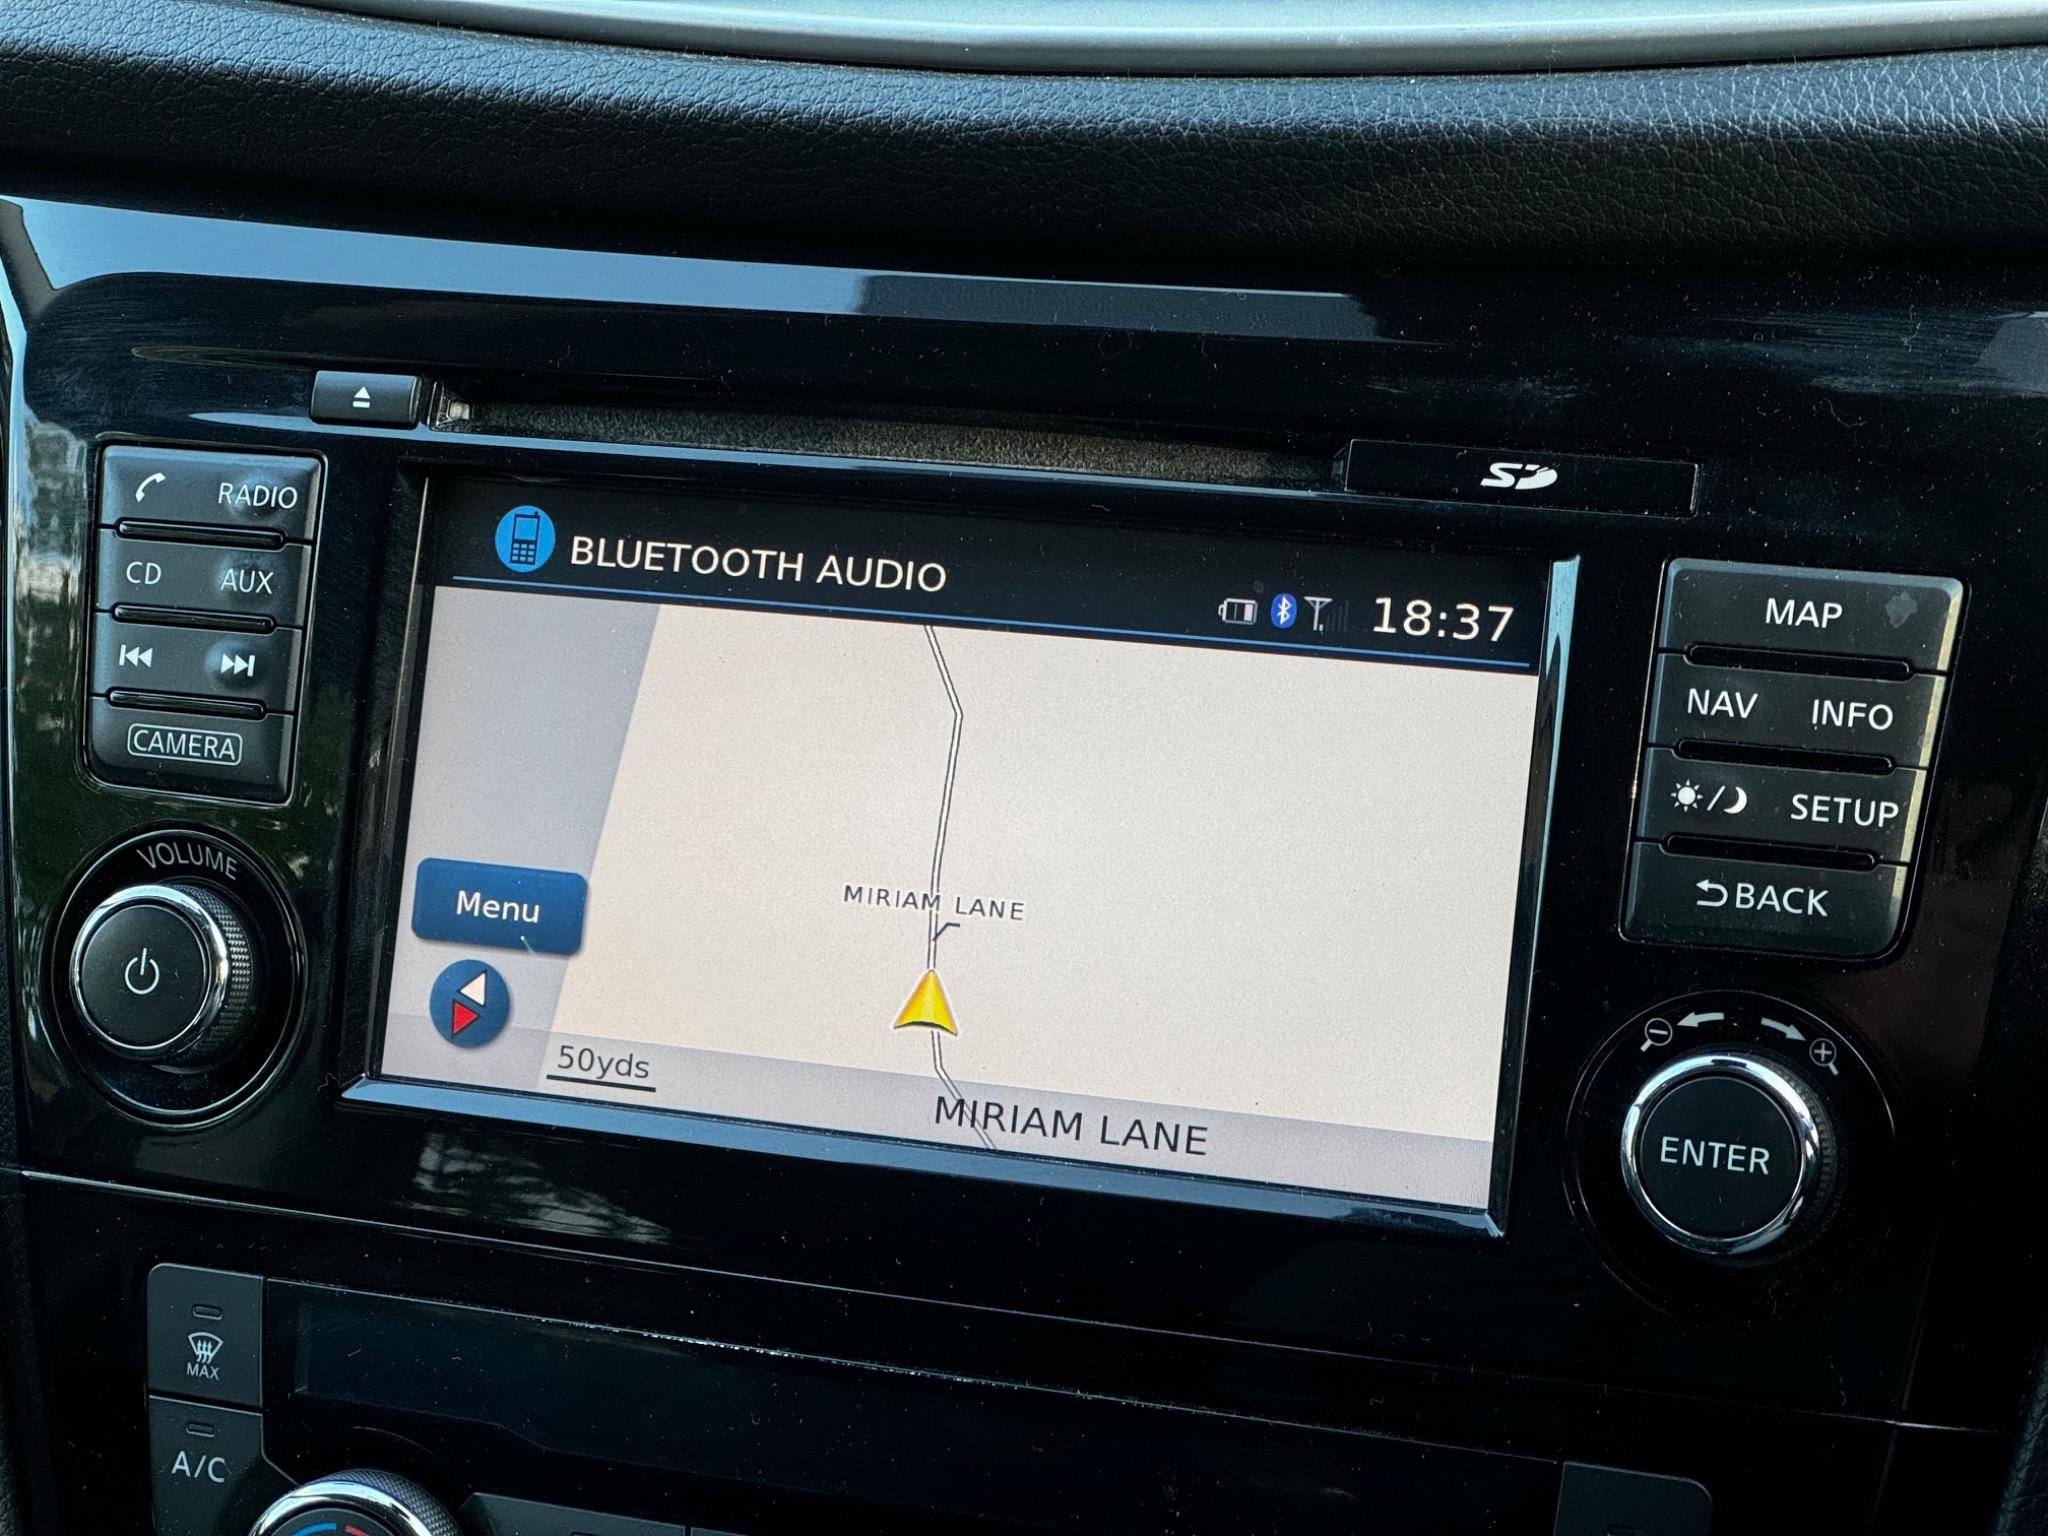 SD
RADIO
CD AUX
CAMERA
VOLUME
BLUETOOTH AUDIO
18:37
MIRIAM LANE
Menu
50yds
MIRIAM LANE
MAP
NAV INFO
SETUP
BACK
ENTER
MAX
A/C